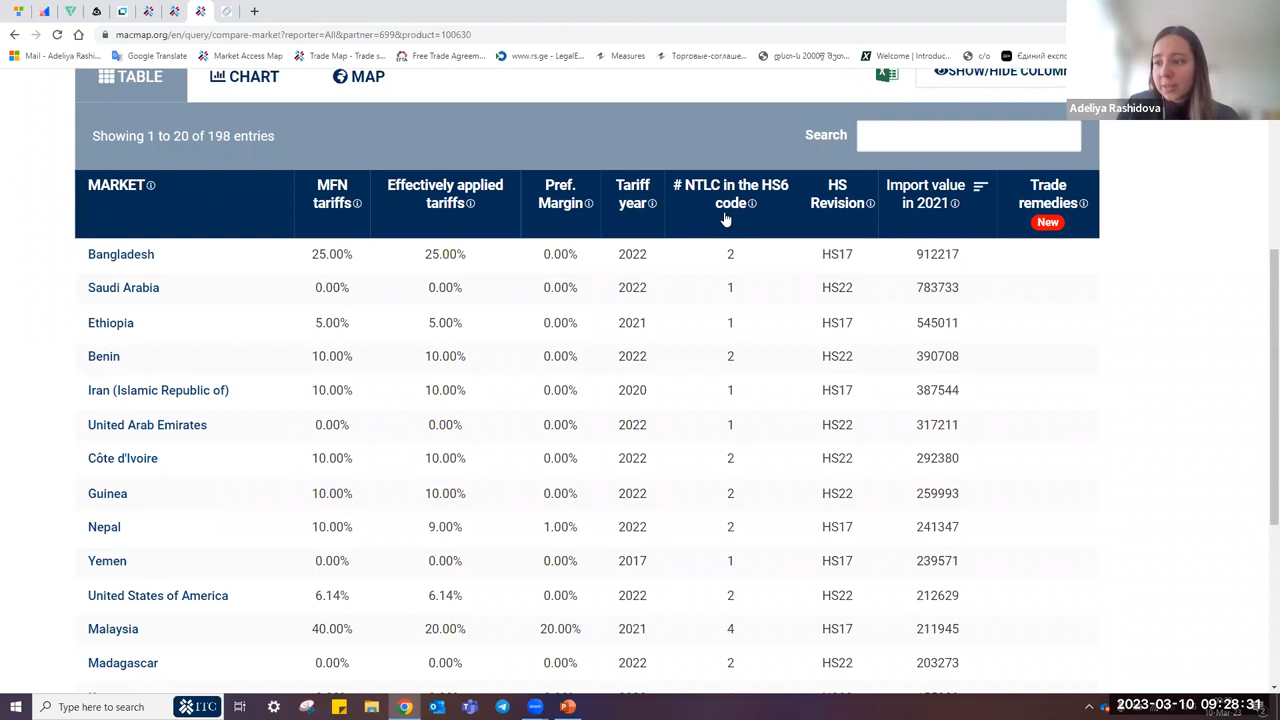 macmap.org/en/query/compare-market?reporter=All&partner=699&product=100630
Mail - Adeliya Rashi... Google Translate Market Access Map Trade Map - Trade s... Free Trade Agreem... www.rs.ge - LegalE... Measures Торговые-соглаше... c/o Welcome | Introduc... Єдиний експо...
TABLE CHART MAP SHOW/HIDE COLUM
Adeliya Rashidova
Showing 1 to 20 of 198 entries Search
MARKET MFN tariffs Effectively applied tariffs Pref. Margin Tariff year # NTLC in the HS6 code HS Revision Import value in 2021 Trade remedies New
Bangladesh 25.00% 25.00% 0.00% 2022 2 HS17 912217
Saudi Arabia 0.00% 0.00% 0.00% 2022 1 HS22 783733
Ethiopia 5.00% 5.00% 0.00% 2021 1 HS17 545011
Benin 10.00% 10.00% 0.00% 2022 2 HS22 390708
Iran (Islamic Republic of) 10.00% 10.00% 0.00% 2020 1 HS17 387544
United Arab Emirates 0.00% 0.00% 0.00% 2022 1 HS22 317211
Côte d'Ivoire 10.00% 10.00% 0.00% 2022 2 HS22 292380
Guinea 10.00% 10.00% 0.00% 2022 2 HS22 259993
Nepal 10.00% 9.00% 1.00% 2022 2 HS17 241347
Yemen 0.00% 0.00% 0.00% 2017 1 HS17 239571
United States of America 6.14% 6.14% 0.00% 2022 2 HS22 212629
Malaysia 40.00% 20.00% 20.00% 2021 4 HS17 211945
Madagascar 0.00% 0.00% 0.00% 2022 2 HS22 203273
Type here to search ITC
2023-03-10 09:28:31